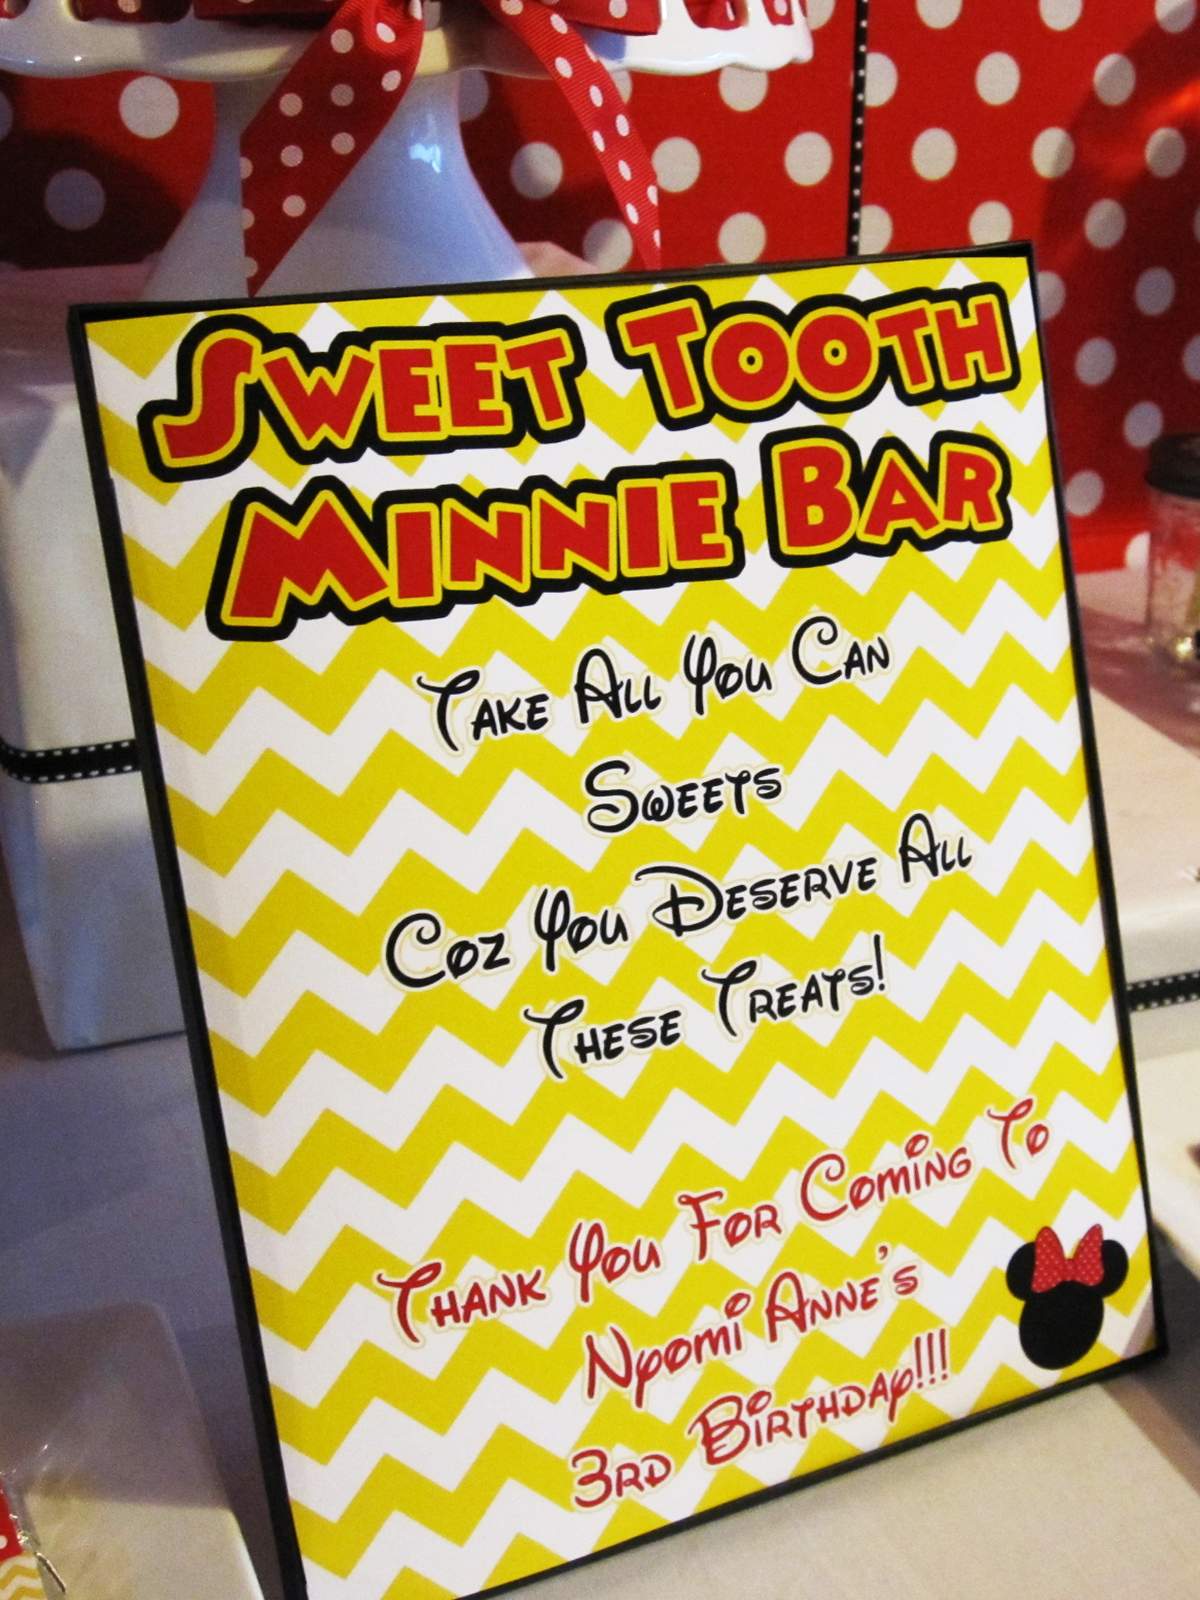 Sweet Tooth
Minnie Bar
Take All You Can
Sweets
Coz You Deserve All
These Treats!
Thank You For Coming To
Nyomi Anne's
3rd Birthday!!!